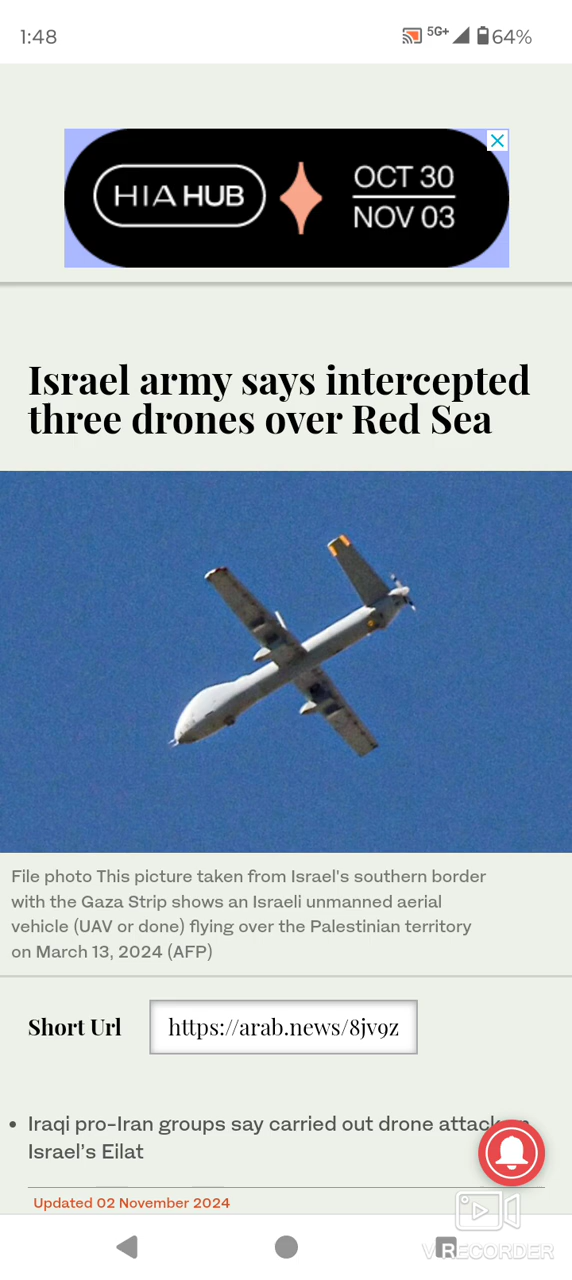 1:48
5G+
64%
HIA HUB
OCT 30
NOV 03
Israel army says intercepted
three drones over Red Sea
File photo This picture taken from Israel's southern border
with the Gaza Strip shows an Israeli unmanned aerial
vehicle (UAV or done) flying over the Palestinian territory
on March 13, 2024 (AFP)
Short Url
https://arab.news/8jv9z
• Iraqi pro-Iran groups say carried out drone attack
Israel's Eilat
Updated 02 November 2024
VRECORDER